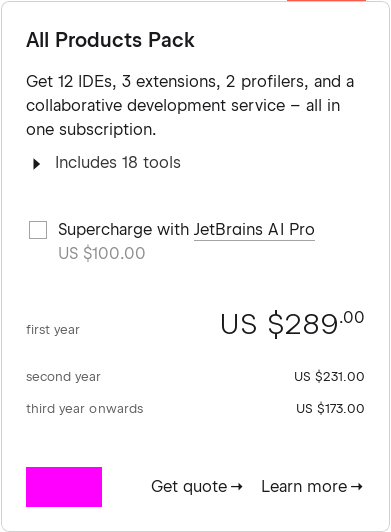 All Products Pack
Get 12 IDEs, 3 extensions, 2 profilers, and a
collaborative development service – all in
one subscription.
Includes 18 tools
Supercharge with JetBrains AI Pro
US $100.00
first year US $289.00
second year US $231.00
third year onwards US $173.00
Get quote → Learn more →